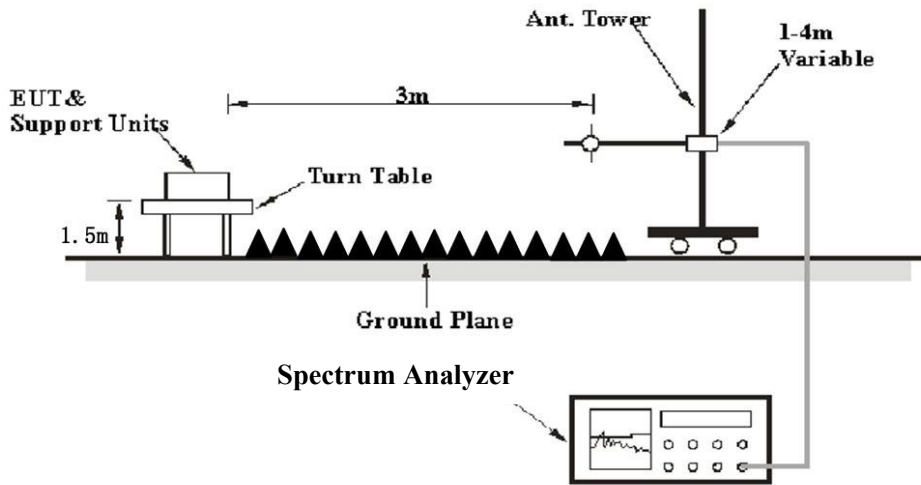 Ant. Tower
1-4m
Variable
3m
EUT&
Support Units
Turn Table
1.5m
Ground Plane
Spectrum Analyzer